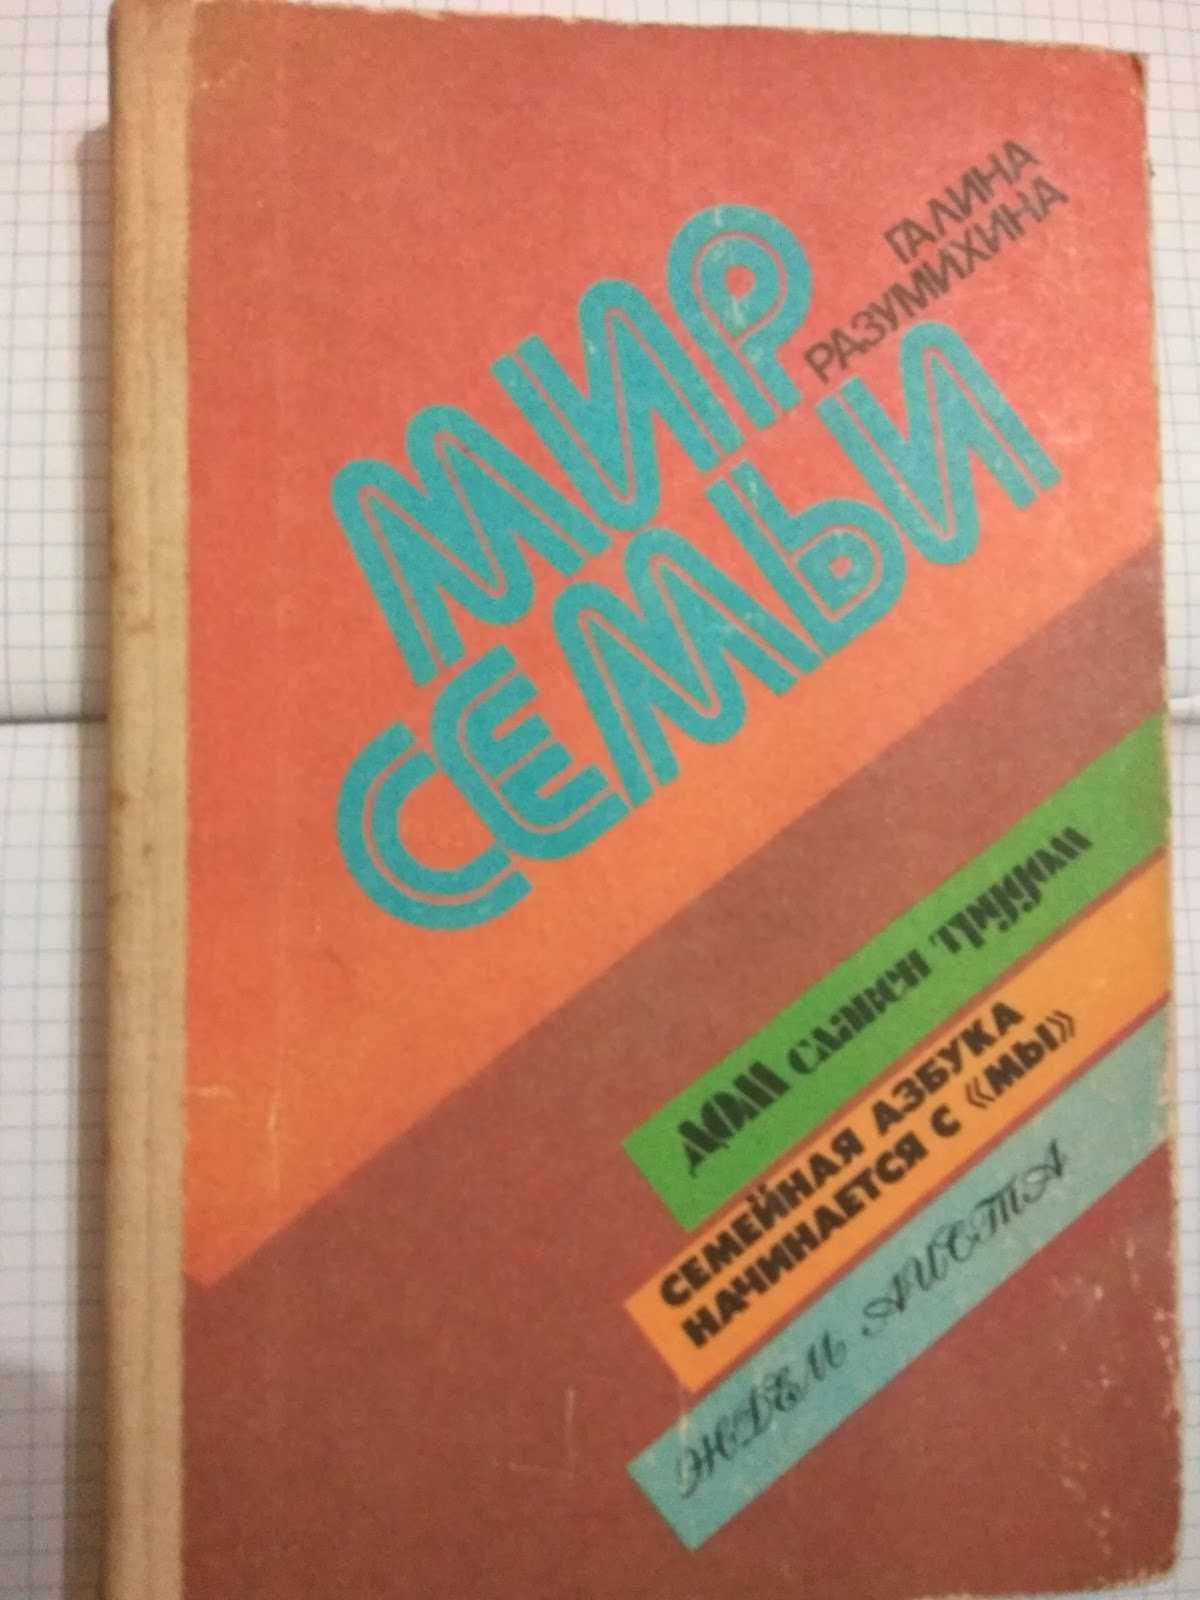 ГАЛИНА
РАЗУМИХИНА
МИР
СЕМЬИ
ДОМ СЛАВЕН ТРУДОМ
СЕМЕЙНАЯ АЗБУКА
НАЧИНАЕТСЯ С «МЫ»
ЖДЕМ АИСТА